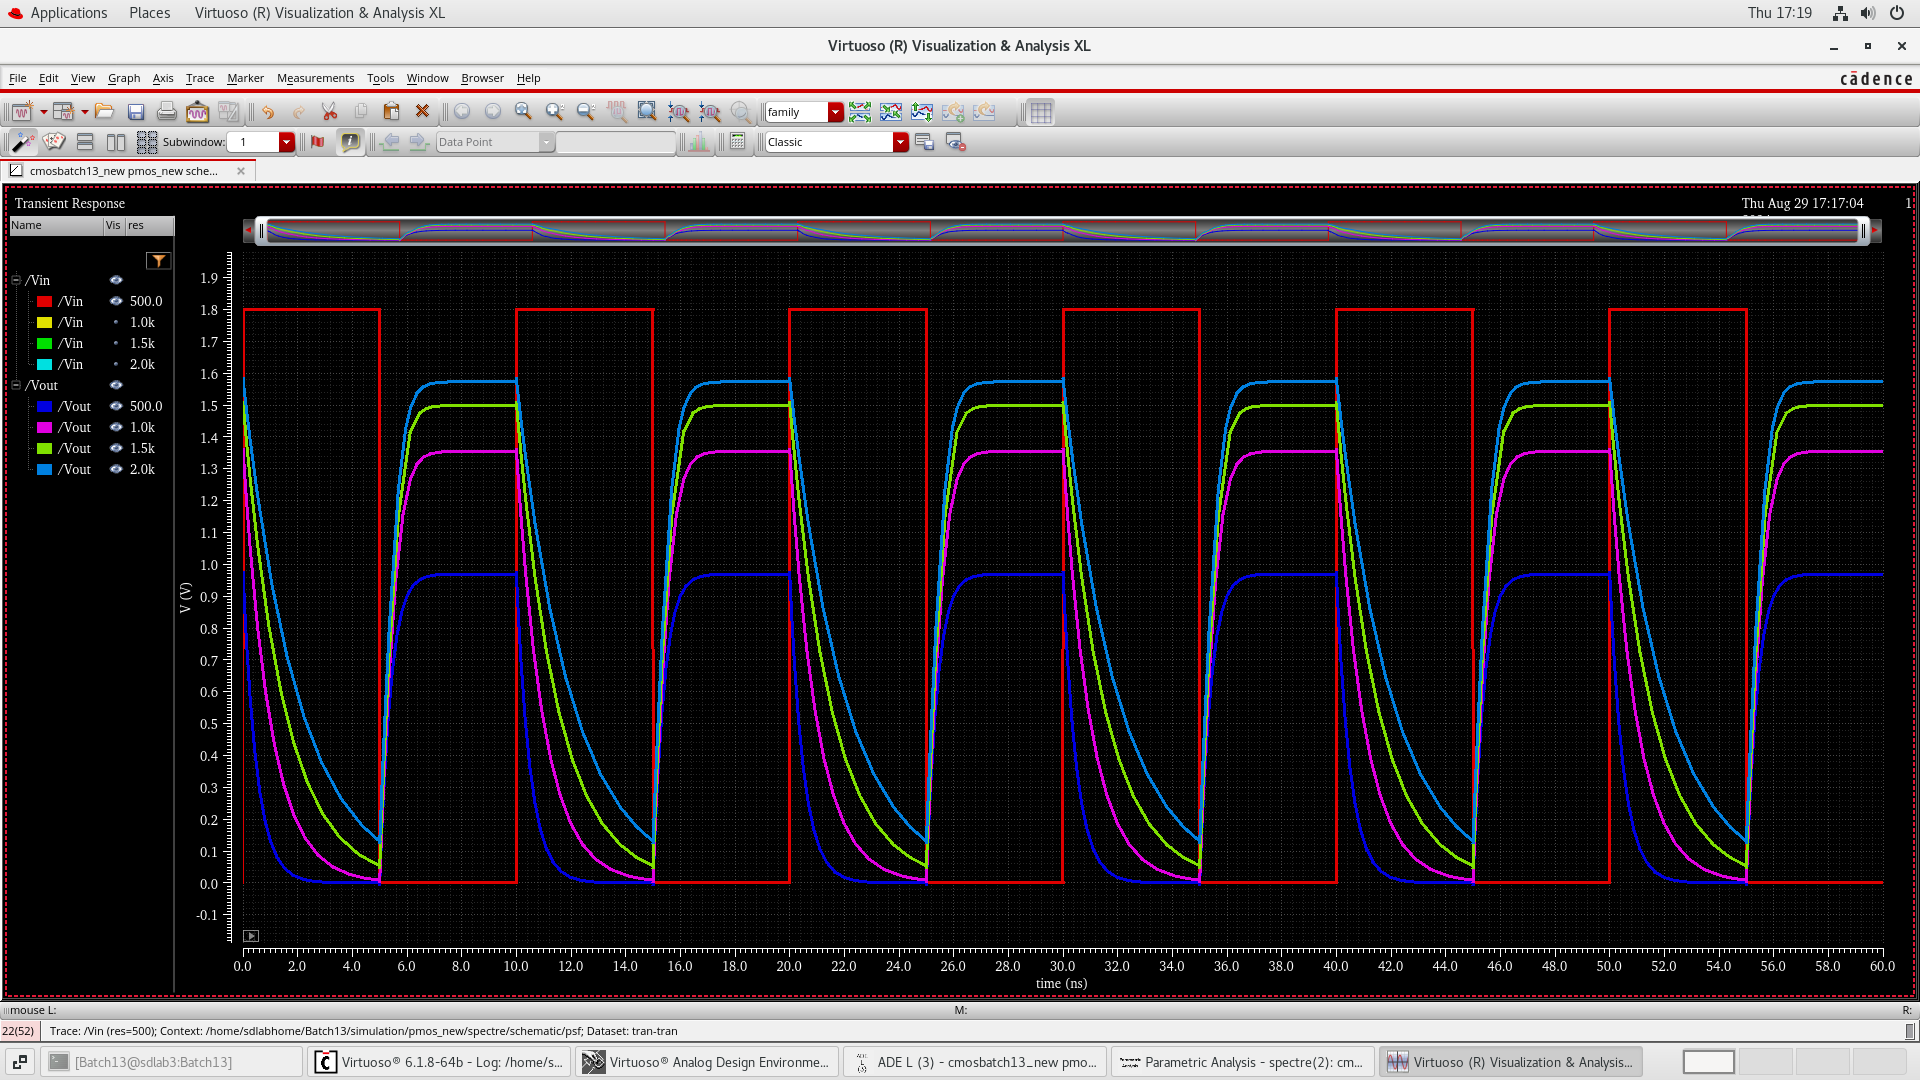 Applications Places Virtuoso (R) Visualization & Analysis XL Thu 17:19
Virtuoso (R) Visualization & Analysis XL
File Edit View Graph Axis Trace Marker Measurements Tools Window Browser Help cādence
family
Subwindow: 1 Data Point Classic
cmosbatch13_new pmos_new sche...
Transient Response Thu Aug 29 17:17:04 1
Name Vis res
/Vin
/Vin 500.0
/Vin 1.0k
/Vin 1.5k
/Vin 2.0k
/Vout
/Vout 500.0
/Vout 1.0k
/Vout 1.5k
/Vout 2.0k
1.9
1.8
1.7
1.6
1.5
1.4
1.3
1.2
1.1
1.0
0.9
0.8
0.7
0.6
0.5
0.4
0.3
0.2
0.1
0.0
-0.1
V (V)
0.0 2.0 4.0 6.0 8.0 10.0 12.0 14.0 16.0 18.0 20.0 22.0 24.0 26.0 28.0 30.0 32.0 34.0 36.0 38.0 40.0 42.0 44.0 46.0 48.0 50.0 52.0 54.0 56.0 58.0 60.0
time (ns)
mouse L: M: R:
22(52) Trace: /Vin (res=500); Context: /home/sdlabhome/Batch13/simulation/pmos_new/spectre/schematic/psf; Dataset: tran-tran
[Batch13@sdlab3:Batch13] Virtuoso® 6.1.8-64b - Log: /home/s... Virtuoso® Analog Design Environme... ADE L (3) - cmosbatch13_new pmo... Parametric Analysis - spectre(2): cm... Virtuoso (R) Visualization & Analysis...